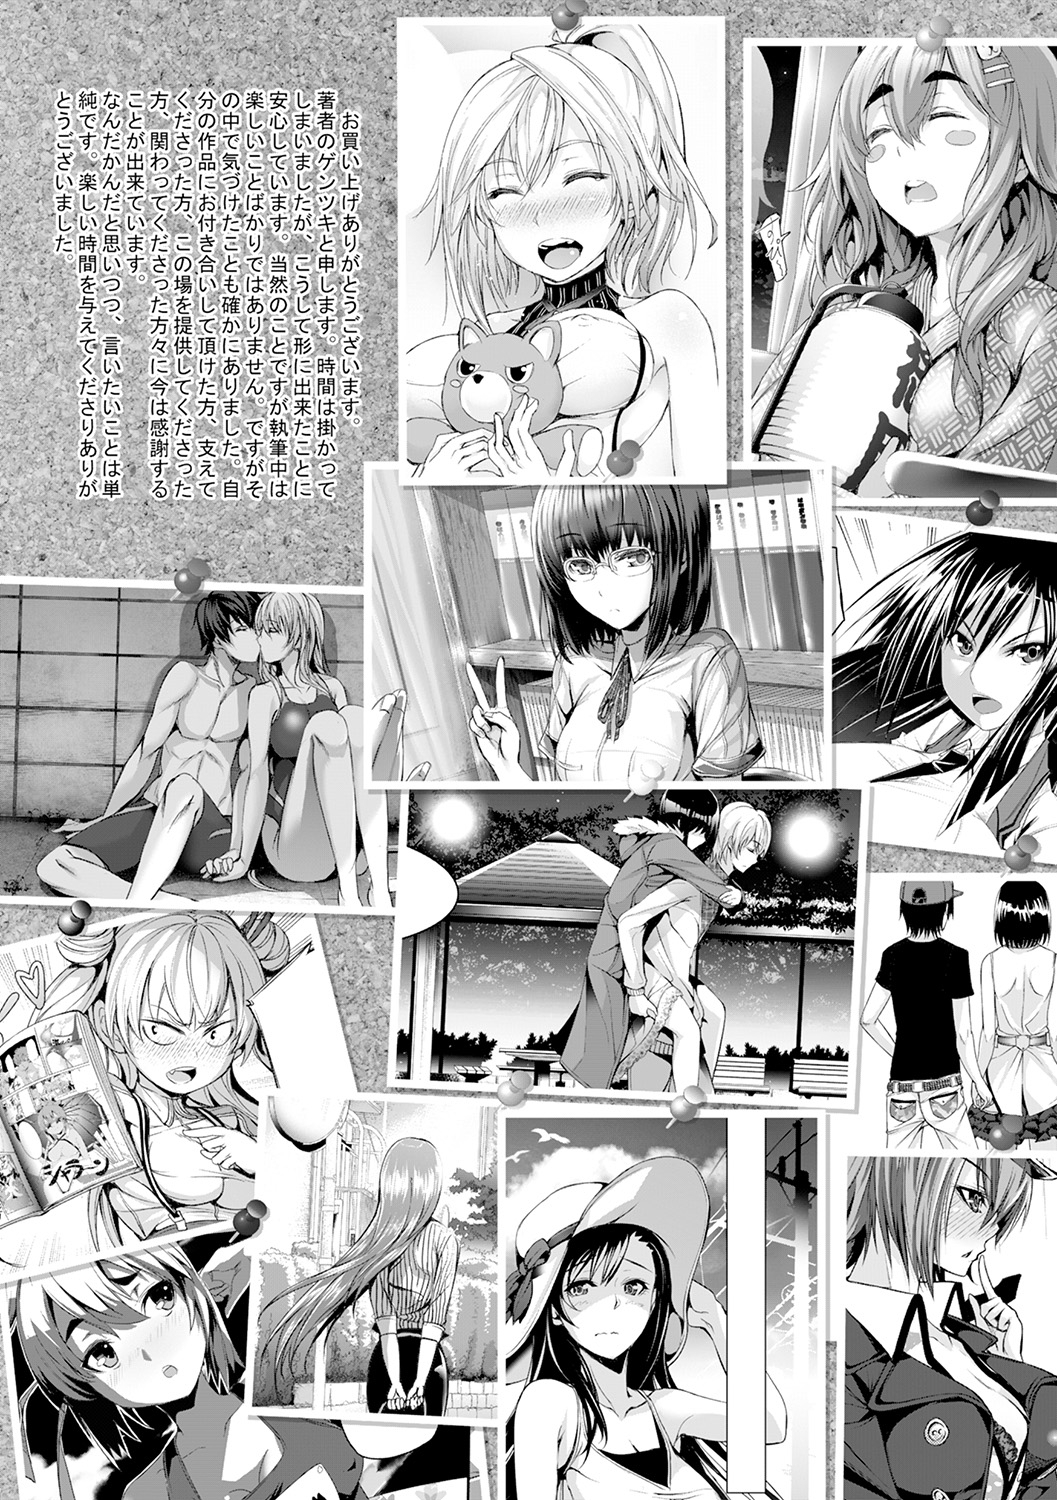 お買い上げありがとうございます。
著者のゲンツキと申します。時間は掛かって
しまいましたが、こうして形に出来たことに
安心しています。当然のことですが執筆中は
楽しいことばかりではありません。ですがそ
の中で気づけたことも確かにありました。自
分の作品にお付き合いして頂けた方、支えて
くださった方、この場を提供してくださった
方、関わってくださった方々に今は感謝する
ことが出来ています。
なんだかんだと思いつつ、言いたいことは単
純です。楽しい時間を与えてくださりありが
とうございました。
シャラーン